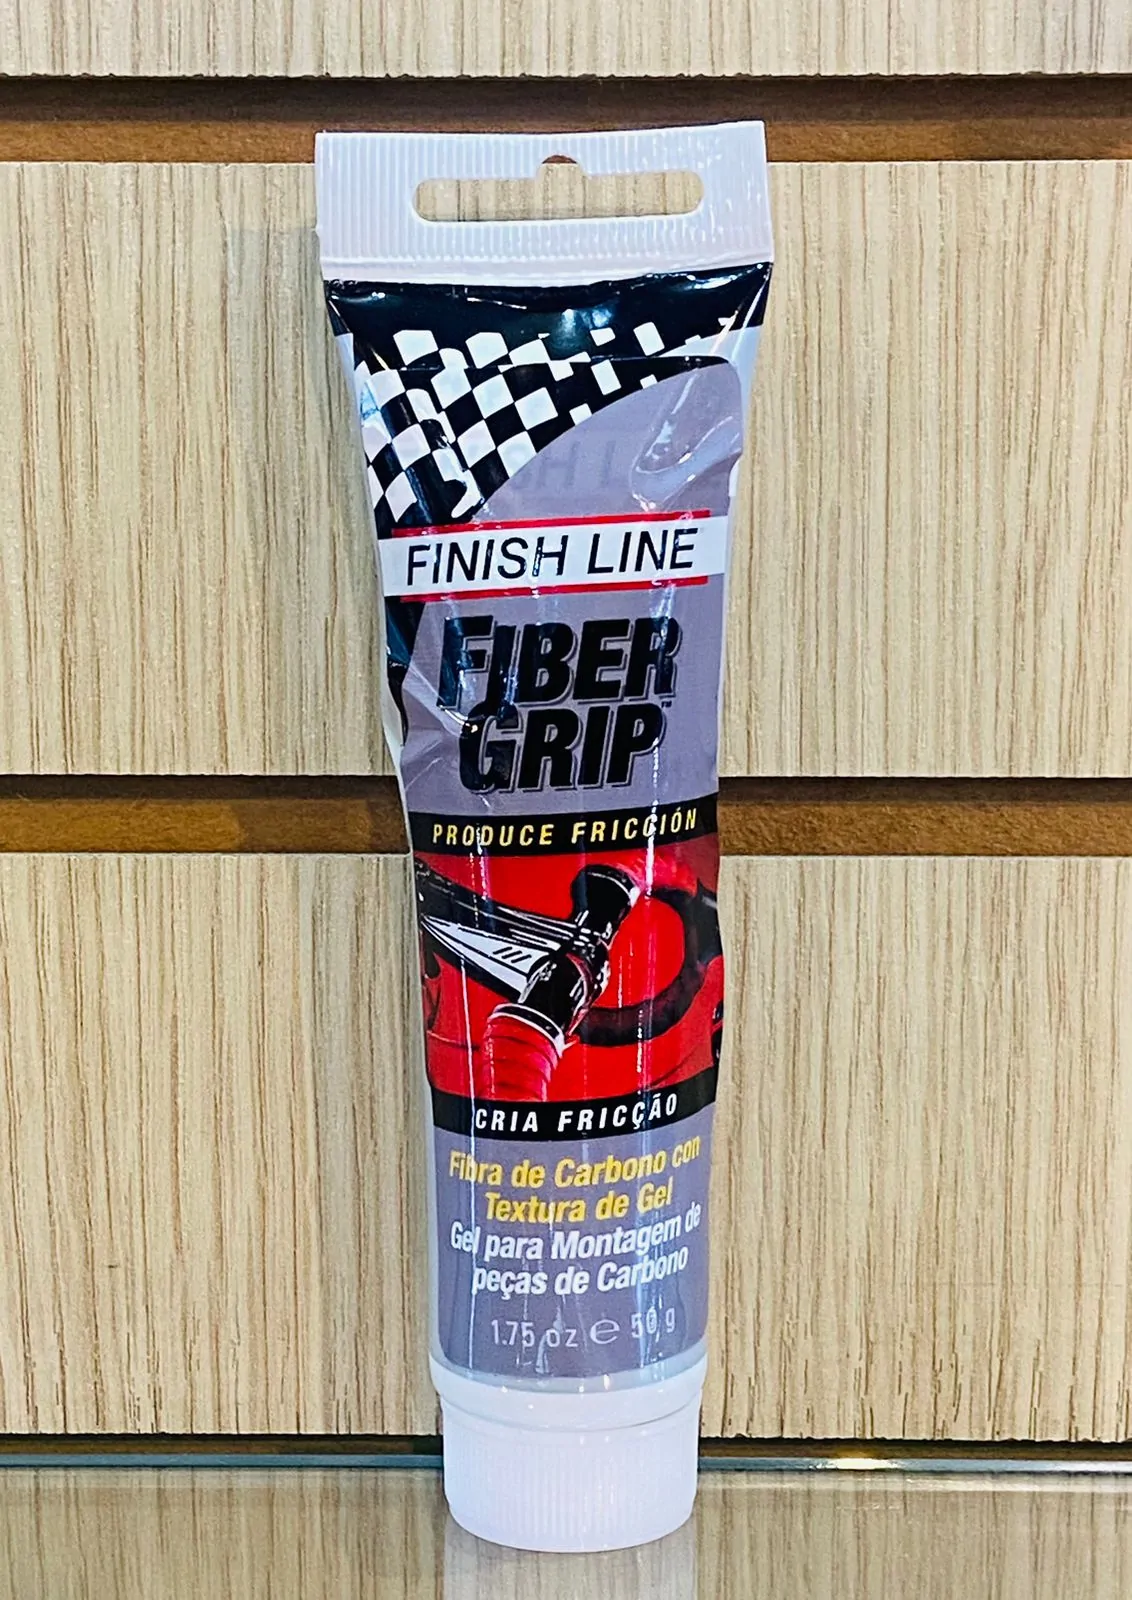 FINISH LINE
FIBER
GRIP™
PRODUCE FRICCIÓN
CRIA FRICÇÃO
Fibra de Carbono con
Textura de Gel
Gel para Montagem de
peças de Carbono
1.75 oz e 50 g